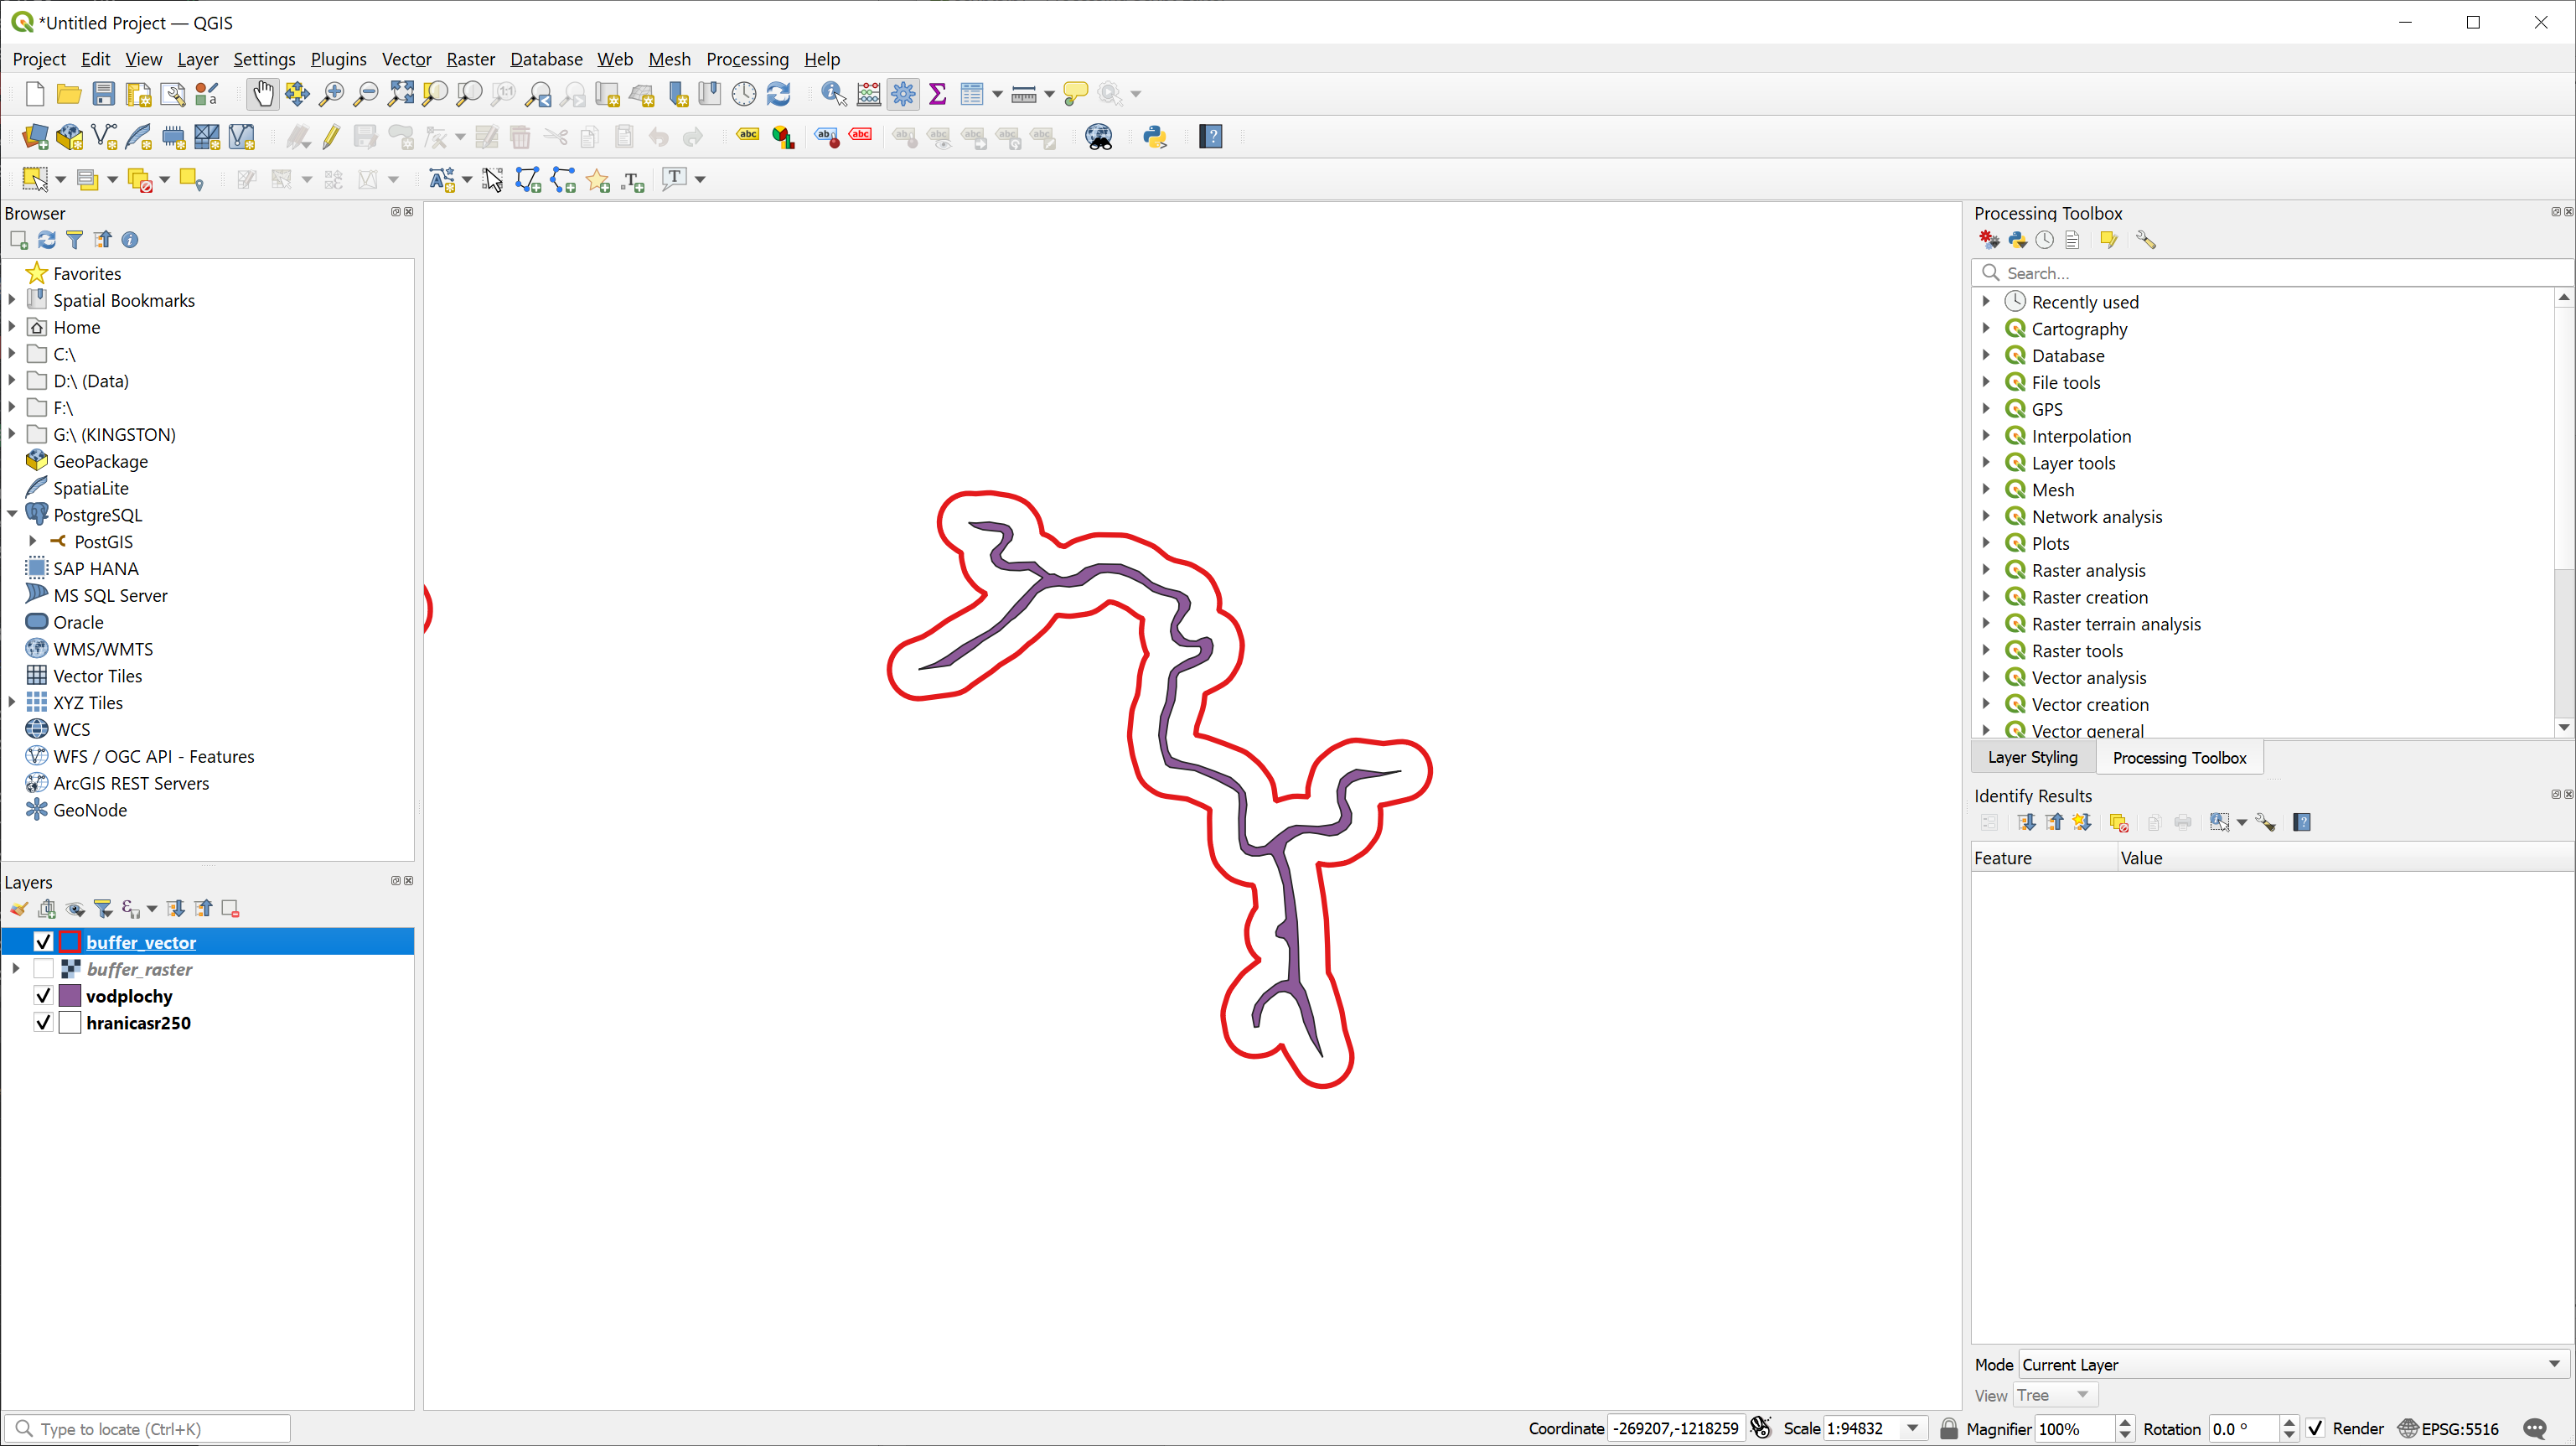 *Untitled Project — QGIS
Project Edit View Layer Settings Plugins Vector Raster Database Web Mesh Processing Help
Browser
Favorites
Spatial Bookmarks
Home
C:\
D:\ (Data)
F:\
G:\ (KINGSTON)
GeoPackage
SpatiaLite
PostgreSQL
PostGIS
SAP HANA
MS SQL Server
Oracle
WMS/WMTS
Vector Tiles
XYZ Tiles
WCS
WFS / OGC API - Features
ArcGIS REST Servers
GeoNode
Layers
buffer_vector
buffer_raster
vodplochy
hranicasr250
Processing Toolbox
Search...
Recently used
Cartography
Database
File tools
GPS
Interpolation
Layer tools
Mesh
Network analysis
Plots
Raster analysis
Raster creation
Raster terrain analysis
Raster tools
Vector analysis
Vector creation
Vector general
Layer Styling Processing Toolbox
Identify Results
Feature Value
Mode Current Layer
View Tree
Type to locate (Ctrl+K) Coordinate -269207,-1218259 Scale 1:94832 Magnifier 100% Rotation 0.0 ° Render EPSG:5516